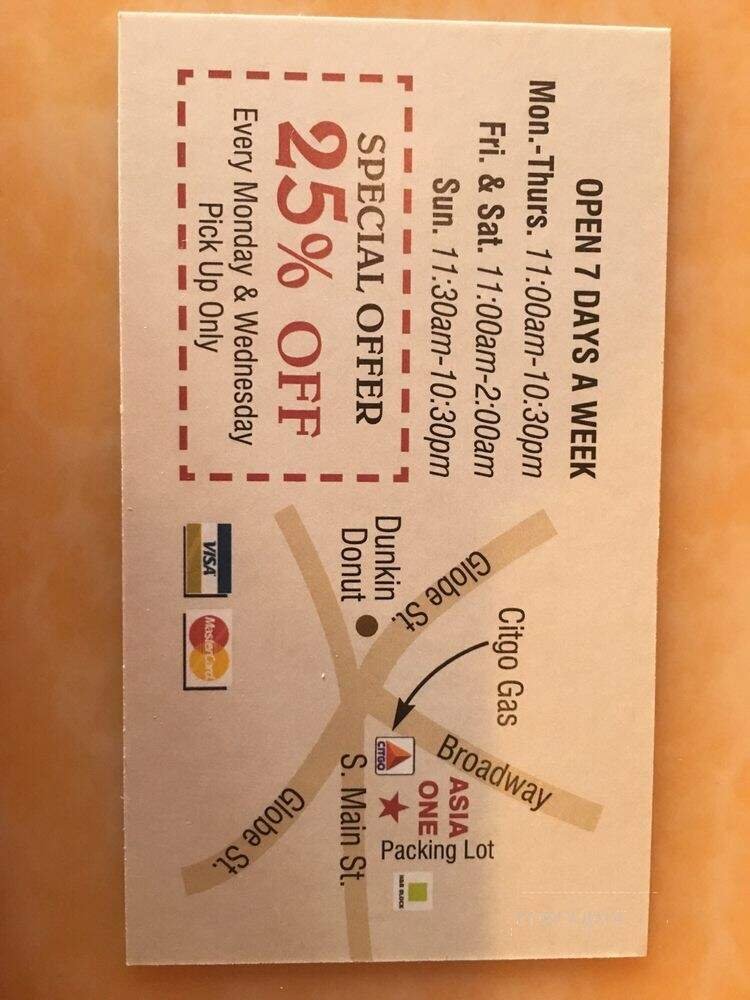 OPEN 7 DAYS A WEEK
Mon.-Thurs. 11:00am-10:30pm
Fri. & Sat. 11:00am-2:00am
Sun. 11:30am-10:30pm
SPECIAL OFFER
25% OFF
Every Monday & Wednesday
Pick Up Only
Citgo Gas
Globe St.
Dunkin
Donut
Broadway
CITGO
ASIA
ONE
Packing Lot
H&R BLOCK
S. Main St.
Globe St.
VISA
MasterCard